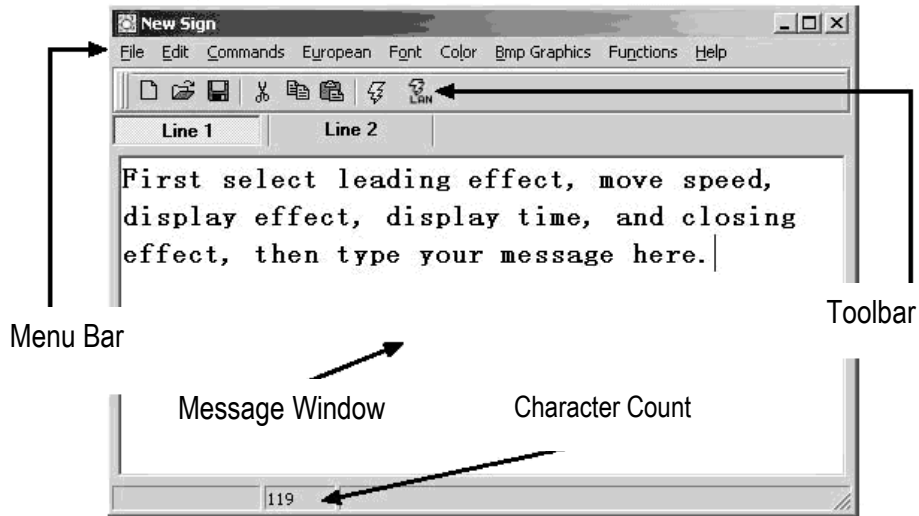 New Sign
File Edit Commands European Font Color Bmp Graphics Functions Help
LAN
Line 1 Line 2
First select leading effect, move speed,
display effect, display time, and closing
effect, then type your message here.
Toolbar
Menu Bar
Message Window Character Count
119